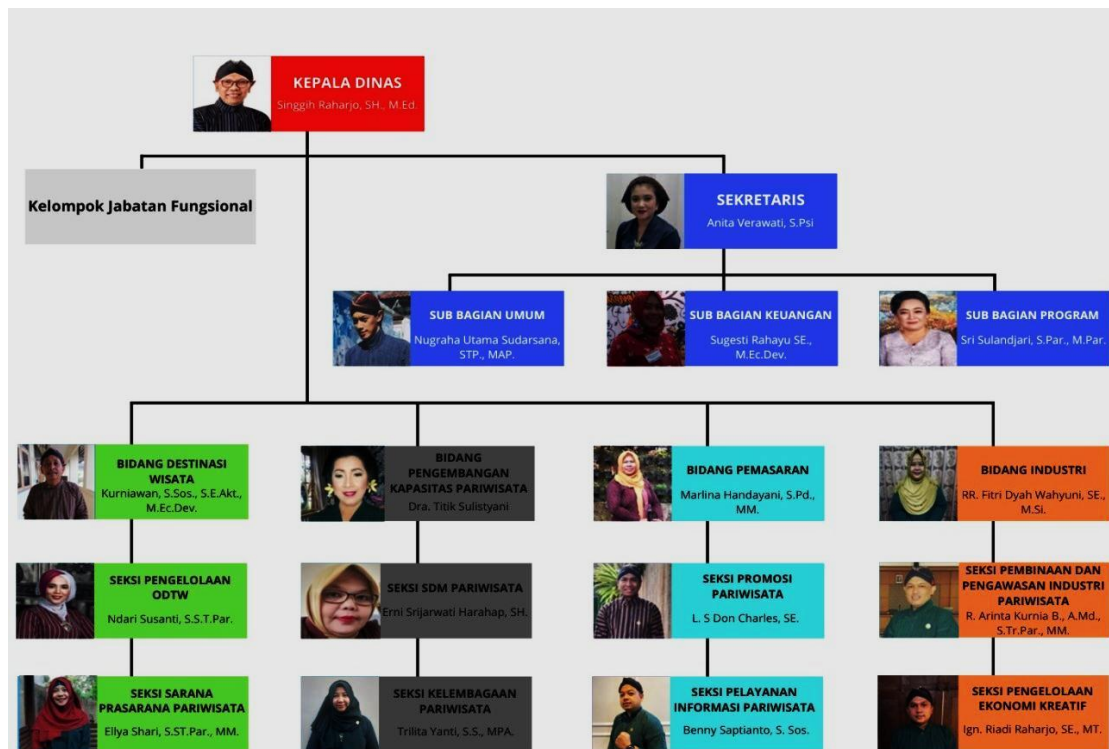 KEPALA DINAS
Singgih Raharjo, SH., M.Ed.
Kelompok Jabatan Fungsional
SEKRETARIS
Anita Verawati, S.Psi
SUB BAGIAN UMUM
Nugraha Utama Sudarsana,
STP., MAP.
SUB BAGIAN KEUANGAN
Sugesti Rahayu SE.,
M.Ec.Dev.
SUB BAGIAN PROGRAM
Sri Sulandjari, S.Par., M.Par.
BIDANG DESTINASI
WISATA
Kurniawan, S.Sos., S.E.Akt.,
M.Ec.Dev.
BIDANG
PENGEMBANGAN
KAPASITAS PARIWISATA
Dra. Titik Sulistyani
BIDANG PEMASARAN
Marlina Handayani, S.Pd.,
MM.
BIDANG INDUSTRI
RR. Fitri Dyah Wahyuni, SE.,
M.Si.
SEKSI PENGELOLAAN
ODTW
Ndari Susanti, S.S.T.Par.
SEKSI SDM PARIWISATA
Erni Srijarwati Harahap, SH.
SEKSI PROMOSI
PARIWISATA
L. S Don Charles, SE.
SEKSI PEMBINAAN DAN
PENGAWASAN INDUSTRI
PARIWISATA
R. Arinta Kurnia B., A.Md.,
S.Tr.Par., MM.
SEKSI SARANA
PRASARANA PARIWISATA
Ellya Shari, S.ST.Par., MM.
SEKSI KELEMBAGAAN
PARIWISATA
Trilita Yanti, S.S., MPA.
SEKSI PELAYANAN
INFORMASI PARIWISATA
Benny Saptianto, S. Sos.
SEKSI PENGELOLAAN
EKONOMI KREATIF
Ign. Riadi Raharjo, SE., MT.